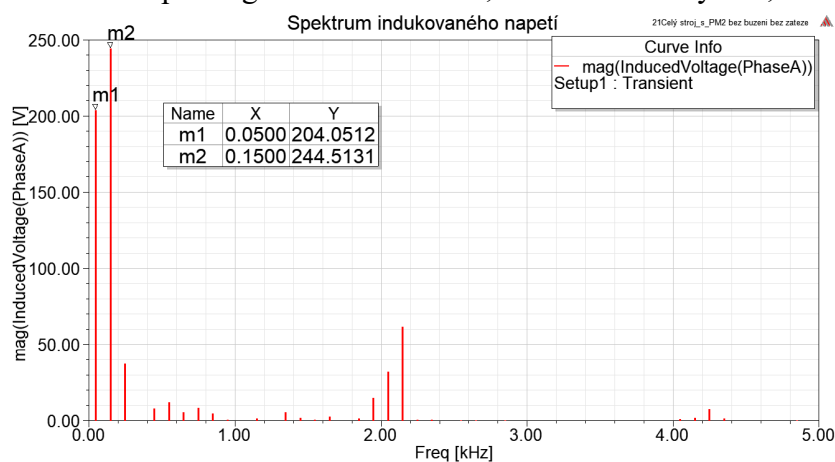 Spektrum indukovaného napetí
21Celý stroj_s_PM2 bez buzeni bez zateze
Curve Info
mag(InducedVoltage(PhaseA))
Setup1 : Transient
m2
m1
Name X Y
m1 0.0500 204.0512
m2 0.1500 244.5131
mag(InducedVoltage(PhaseA)) [V]
250.00
200.00
150.00
100.00
50.00
0.00
0.00 1.00 2.00 3.00 4.00 5.00
Freq [kHz]